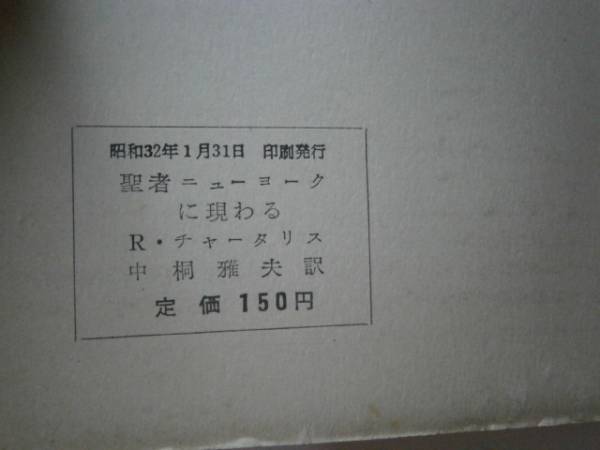 昭和32年1月31日 印刷発行
聖者ニューヨーク
に現わる
R・チャータリス
中桐雅夫訳
定価 150円